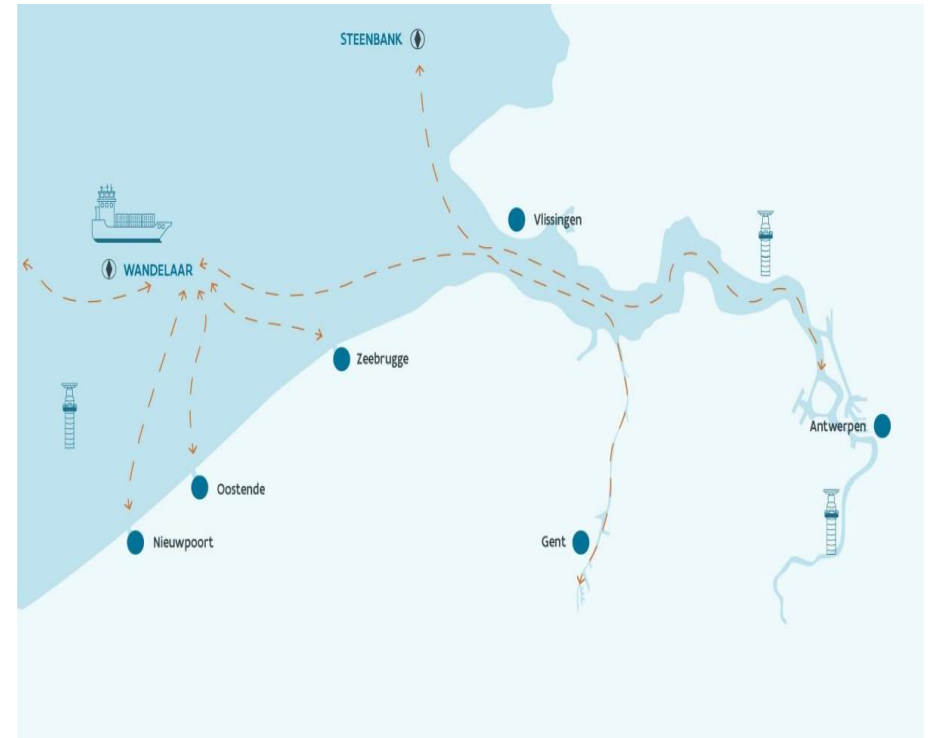 STEENBANK
Vlissingen
WANDELAAR
Zeebrugge
Antwerpen
Oostende
Nieuwpoort
Gent